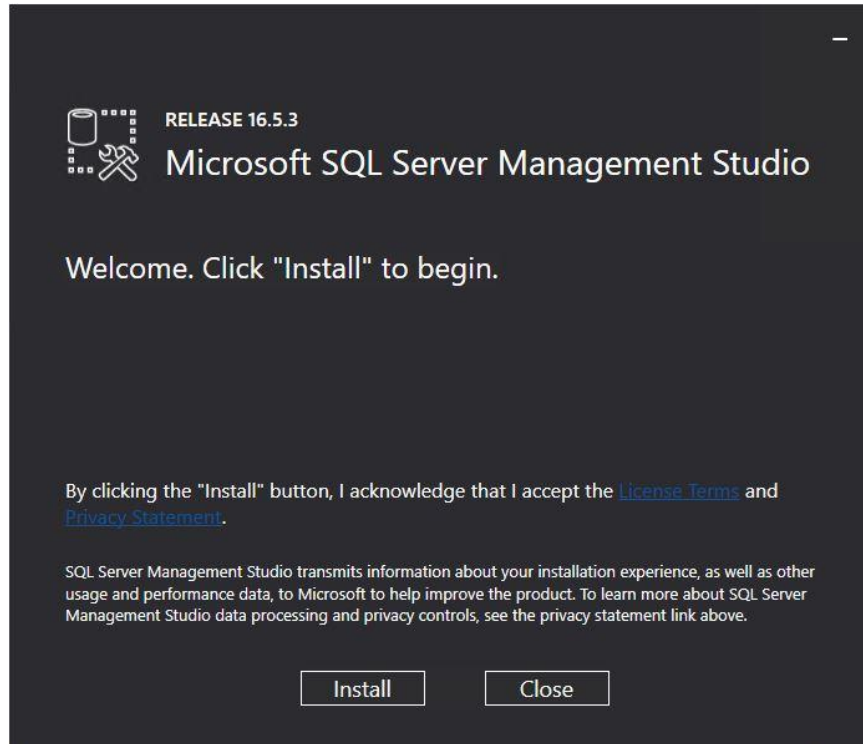 RELEASE 16.5.3
Microsoft SQL Server Management Studio
Welcome. Click "Install" to begin.
By clicking the "Install" button, I acknowledge that I accept the License Terms and
Privacy Statement.
SQL Server Management Studio transmits information about your installation experience, as well as other
usage and performance data, to Microsoft to help improve the product. To learn more about SQL Server
Management Studio data processing and privacy controls, see the privacy statement link above.
Install
Close